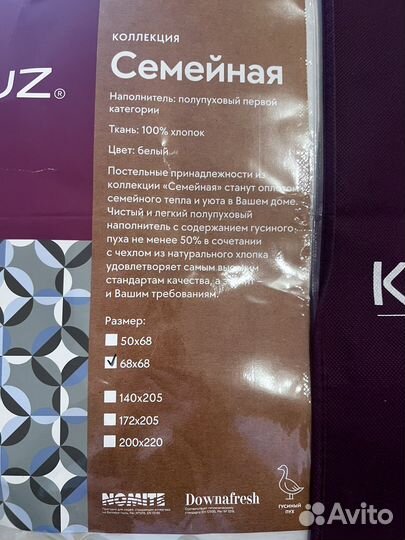 КОЛЛЕКЦИЯ
Семейная
UZ®
Наполнитель: полупуховый первой
категории
Ткань: 100% хлопок
Цвет: белый
Постельные принадлежности из
коллекции «Семейная» станут оплотом
семейного тепла и уюта в Вашем доме.
Чистый и легкий полупуховый
наполнитель с содержанием гусиного
пуха не менее 50% в сочетании
с чехлом из натурального хлопка
удовлетворяет самым высоким
стандартам качества, а
и Вашим требованиям.
K
Размер:
50x68
68x68
140x205
172x205
200x220
NOMITE
Downafresh
ГУСИНЫЙ
ПУХ
Avito